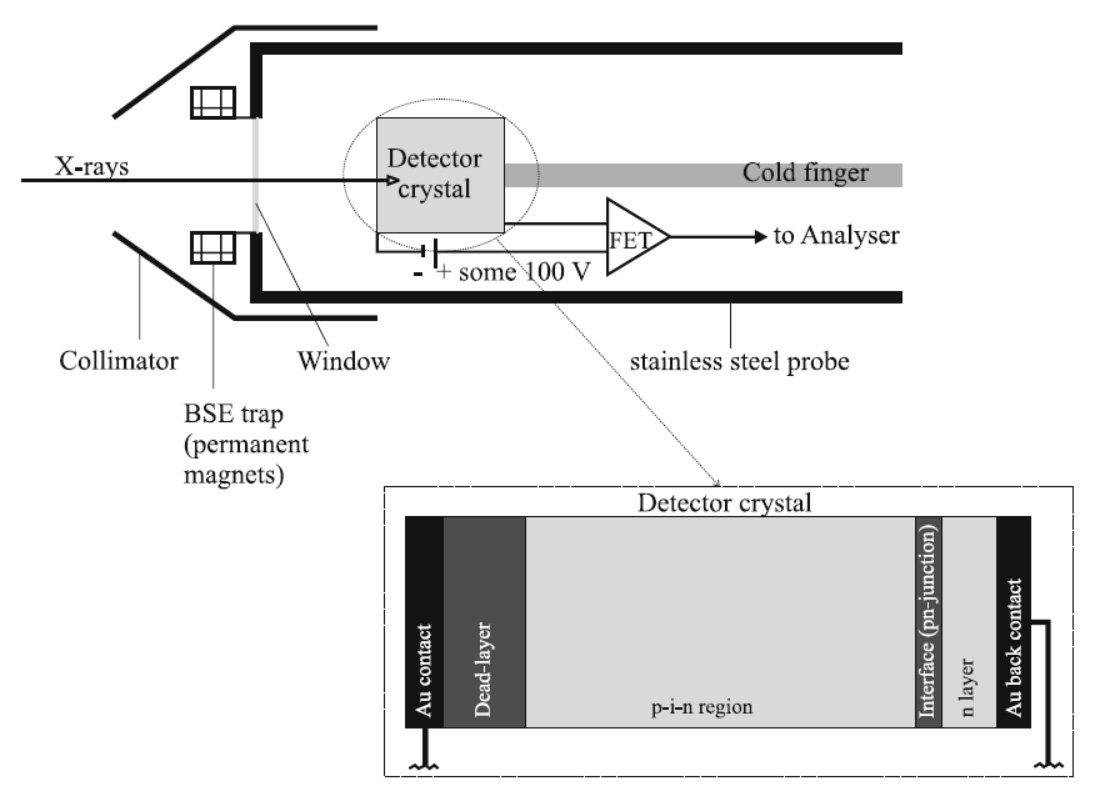 X-rays
Detector
crystal
Cold finger
FET
to Analyser
- + some 100 V
Collimator
Window
stainless steel probe
BSE trap
(permanent
magnets)
Detector crystal
Au contact
Dead-layer
p-i-n region
Interface (pn-junction)
n layer
Au back contact